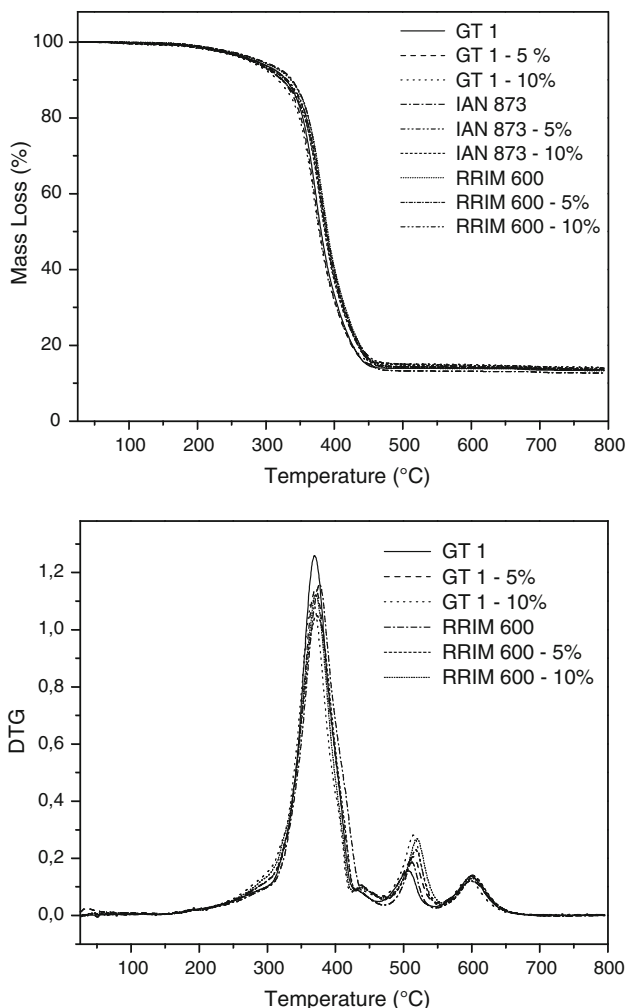 100
80
60
40
20
0
Mass Loss (%)
GT 1
GT 1 - 5 %
GT 1 - 10%
IAN 873
IAN 873 - 5%
IAN 873 - 10%
RRIM 600
RRIM 600 - 5%
RRIM 600 - 10%
100 200 300 400 500 600 700 800
Temperature (°C)
1,2
1,0
0,8
0,6
0,4
0,2
0,0
DTG
GT 1
GT 1 - 5%
GT 1 - 10%
RRIM 600
RRIM 600 - 5%
RRIM 600 - 10%
100 200 300 400 500 600 700 800
Temperature (°C)